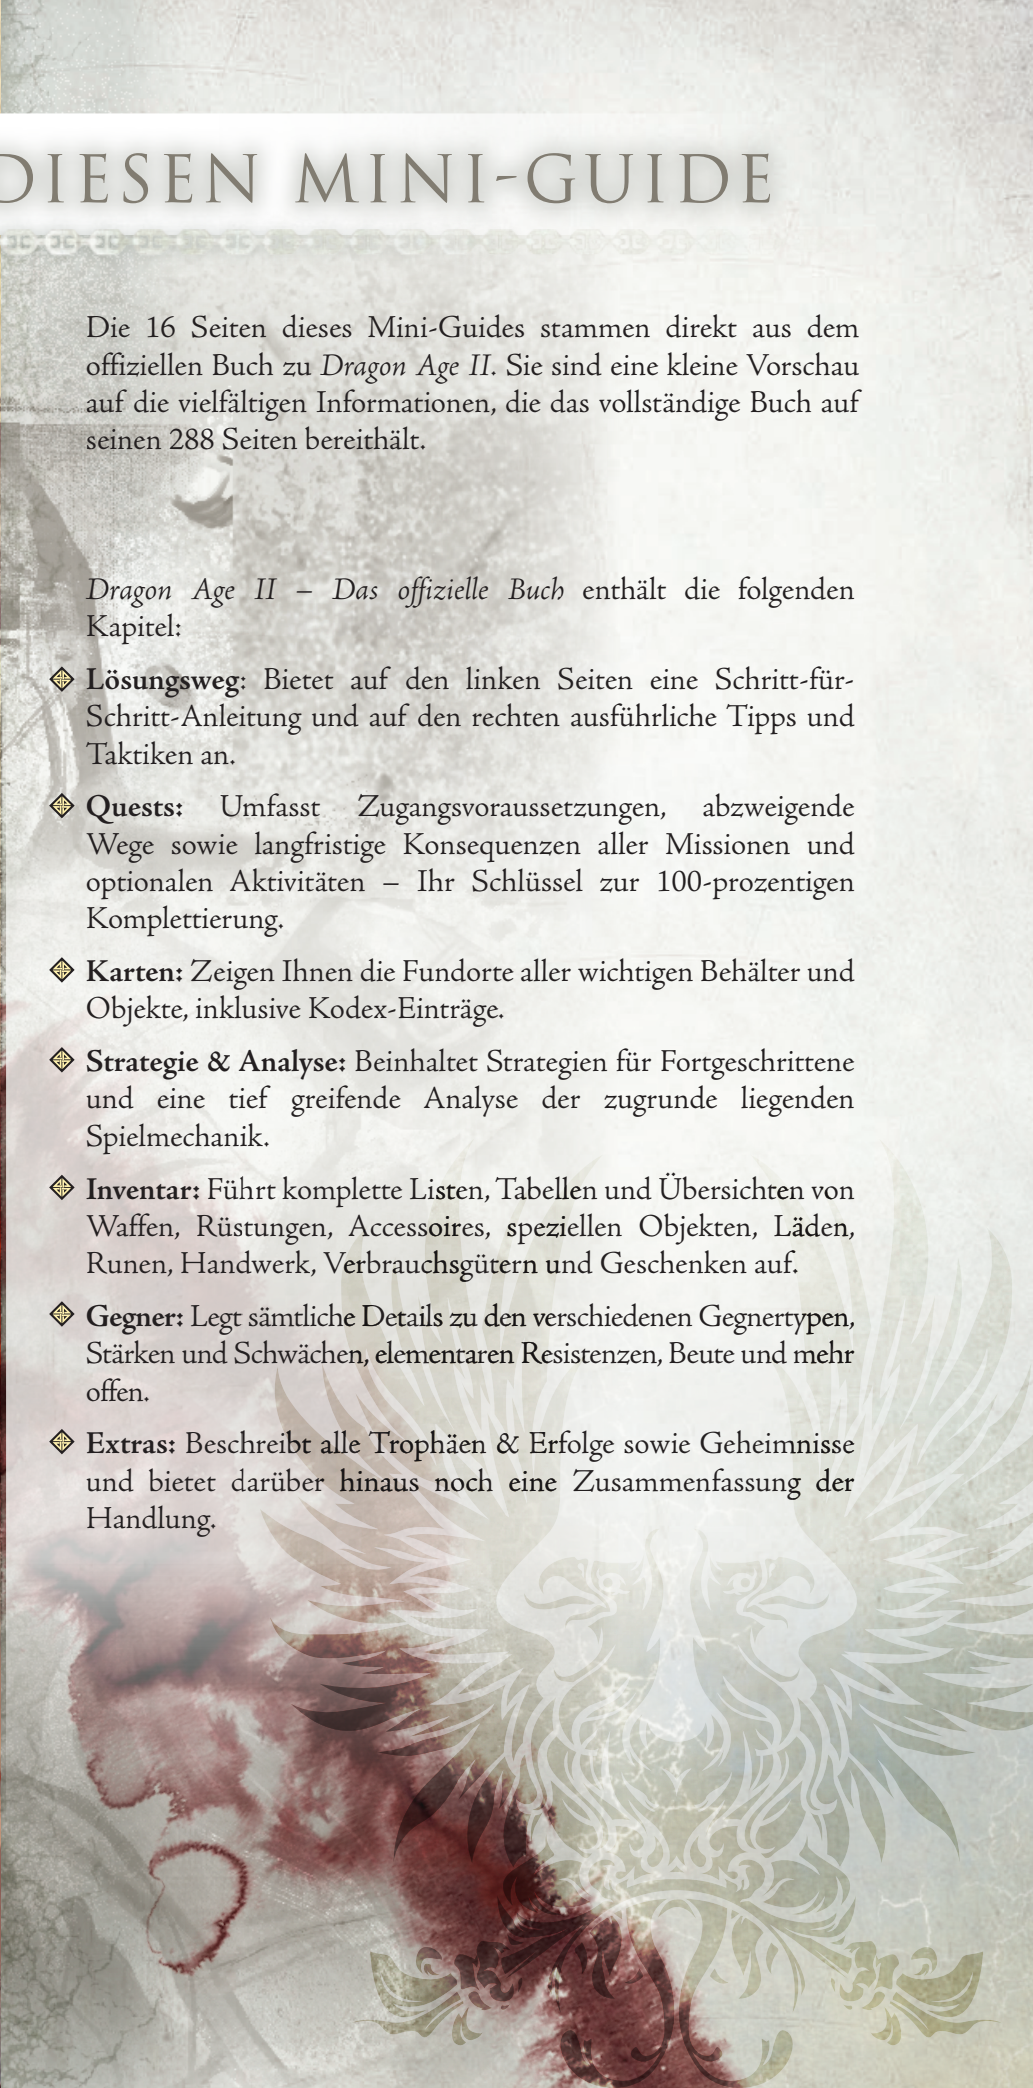 DIESEN MINI-GUIDE
Die 16 Seiten dieses Mini-Guides stammen direkt aus dem
offiziellen Buch zu Dragon Age II. Sie sind eine kleine Vorschau
auf die vielfältigen Informationen, die das vollständige Buch auf
seinen 288 Seiten bereithält.
Dragon Age II – Das offizielle Buch enthält die folgenden
Kapitel:
Lösungsweg: Bietet auf den linken Seiten eine Schritt-für-
Schritt-Anleitung und auf den rechten ausführliche Tipps und
Taktiken an.
Quests: Umfasst Zugangsvoraussetzungen, abzweigende
Wege sowie langfristige Konsequenzen aller Missionen und
optionalen Aktivitäten – Ihr Schlüssel zur 100-prozentigen
Komplettierung.
Karten: Zeigen Ihnen die Fundorte aller wichtigen Behälter und
Objekte, inklusive Kodex-Einträge.
Strategie & Analyse: Beinhaltet Strategien für Fortgeschrittene
und eine tief greifende Analyse der zugrunde liegenden
Spielmechanik.
Inventar: Führt komplette Listen, Tabellen und Übersichten von
Waffen, Rüstungen, Accessoires, speziellen Objekten, Läden,
Runen, Handwerk, Verbrauchsgütern und Geschenken auf.
Gegner: Legt sämtliche Details zu den verschiedenen Gegnertypen,
Stärken und Schwächen, elementaren Resistenzen, Beute und mehr
offen.
Extras: Beschreibt alle Trophäen & Erfolge sowie Geheimnisse
und bietet darüber hinaus noch eine Zusammenfassung der
Handlung.